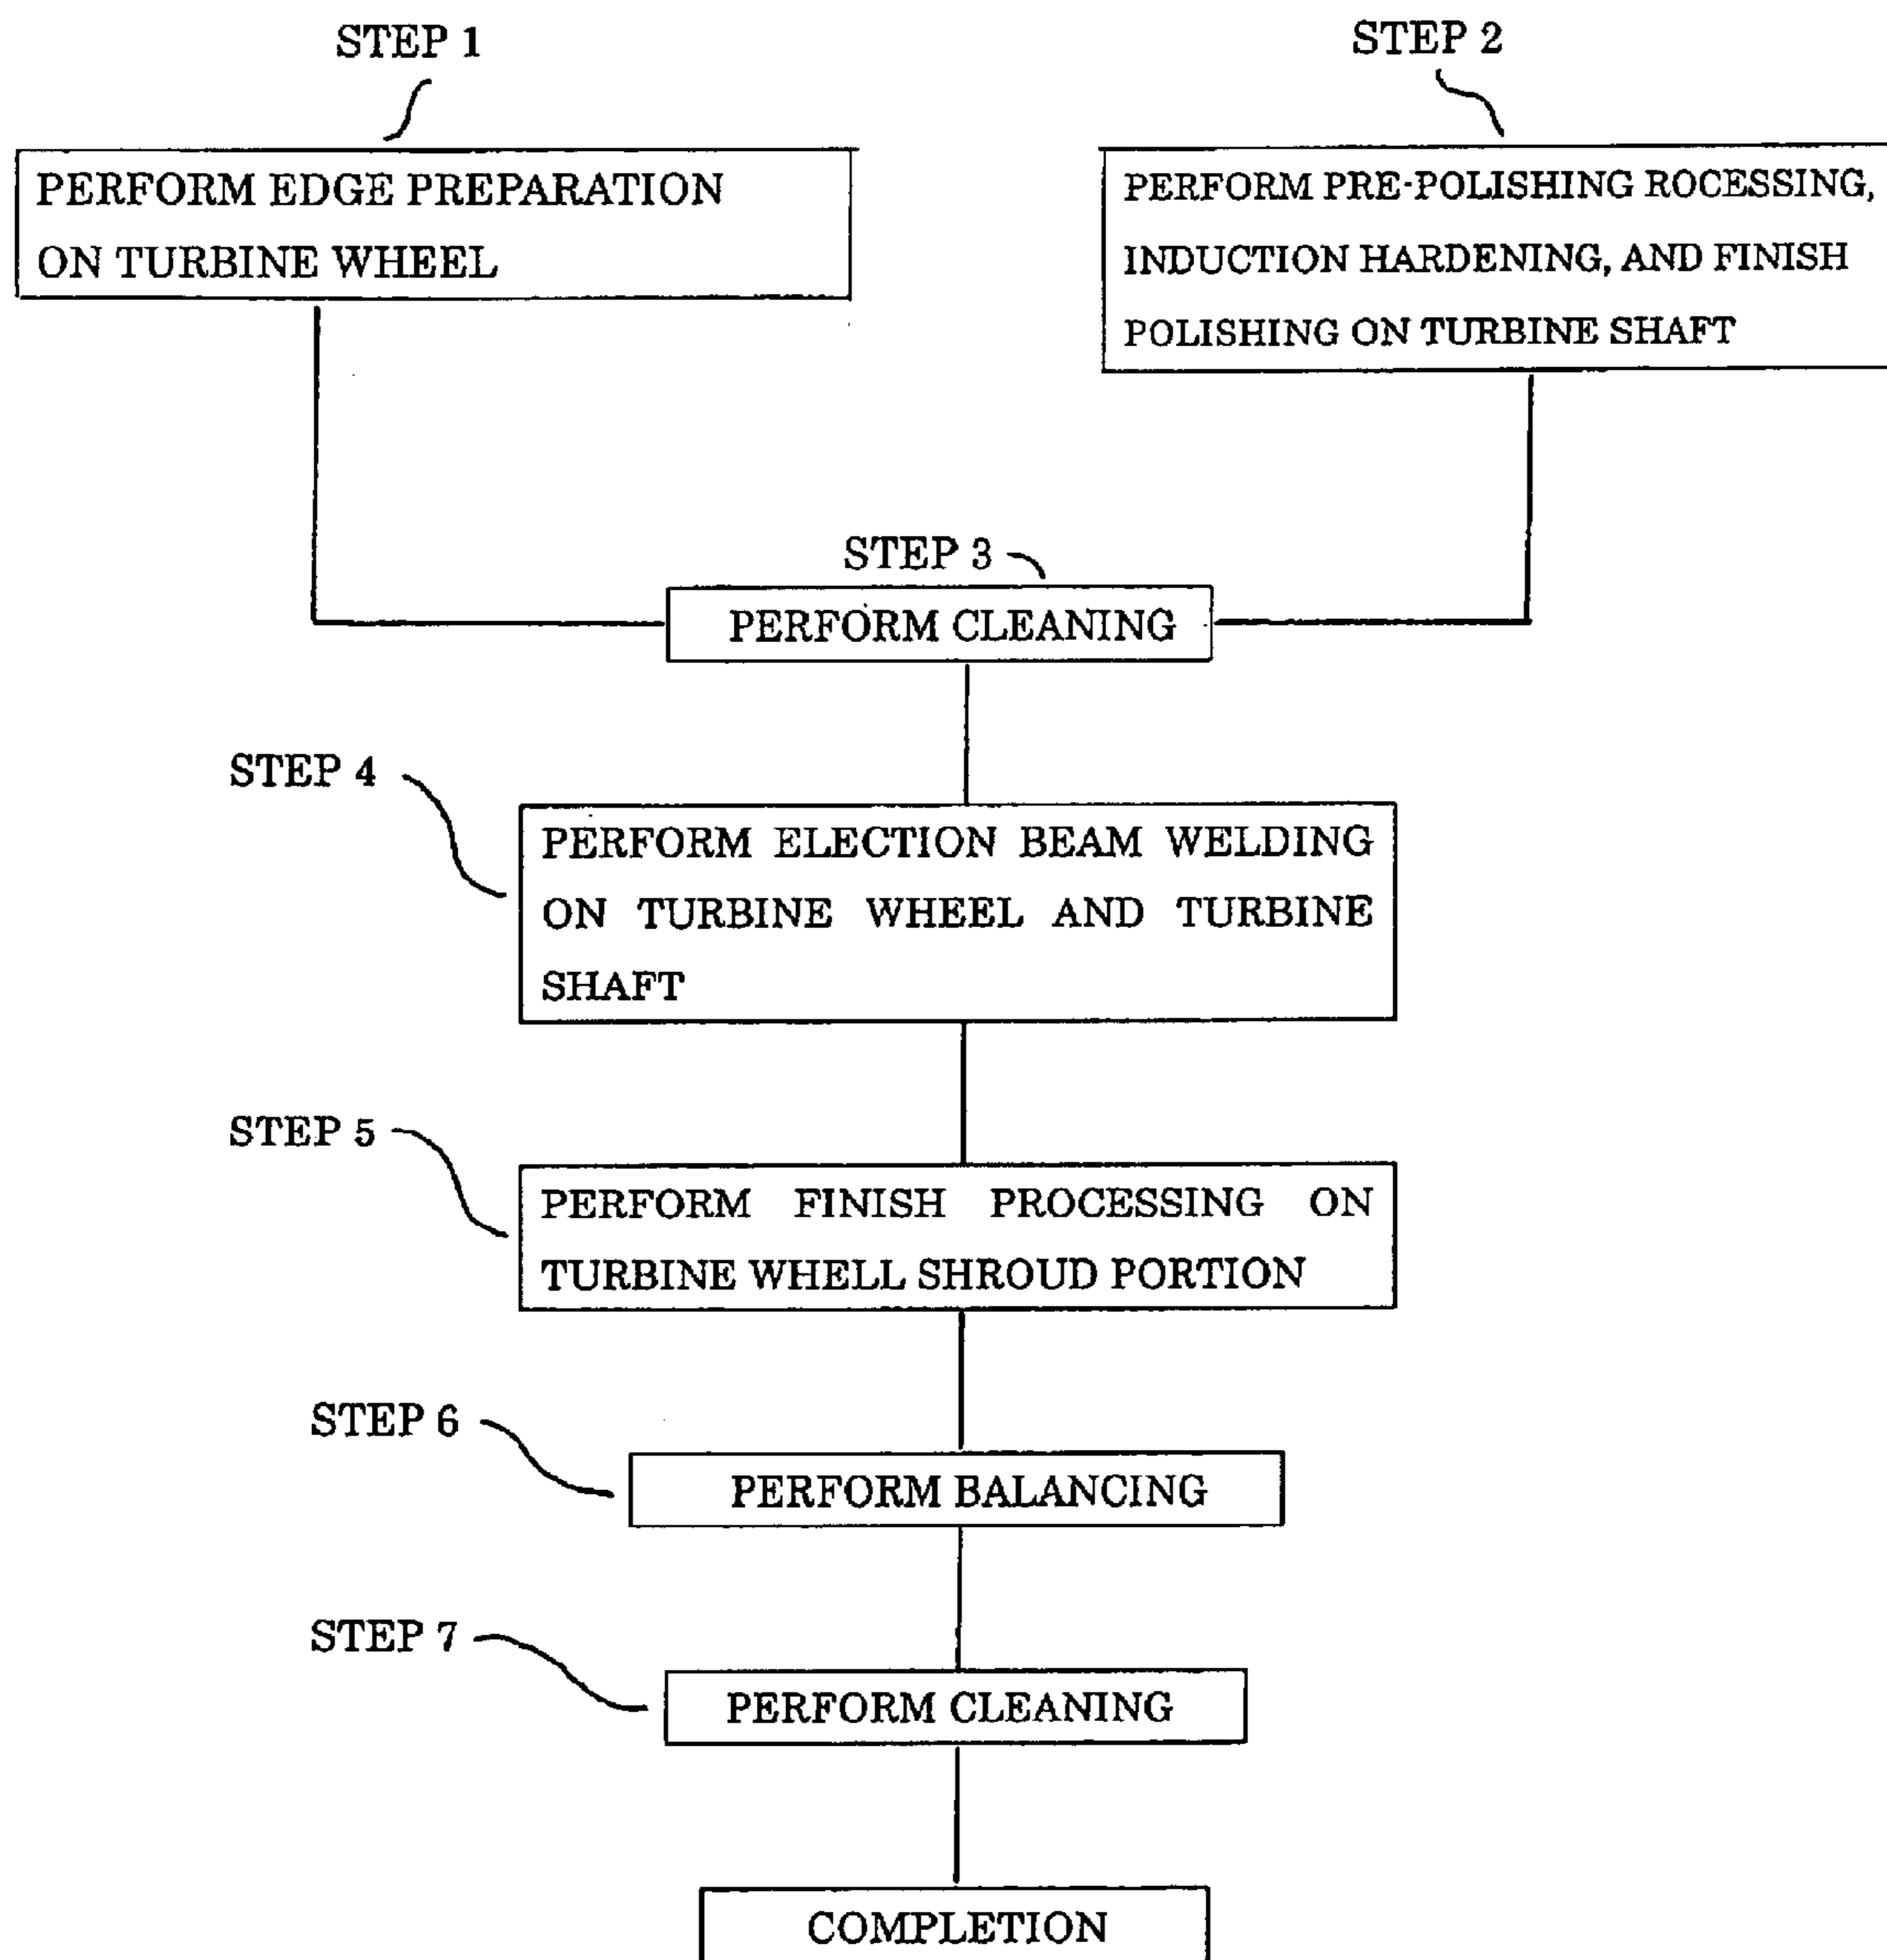 STEP 1
PERFORM EDGE PREPARATION
ON TURBINE WHEEL
STEP 2
PERFORM PRE-POLISHING ROCESSING,
INDUCTION HARDENING, AND FINISH
POLISHING ON TURBINE SHAFT
STEP 3
PERFORM CLEANING
STEP 4
PERFORM ELECTION BEAM WELDING
ON TURBINE WHEEL AND TURBINE
SHAFT
STEP 5
PERFORM FINISH PROCESSING ON
TURBINE WHELL SHROUD PORTION
STEP 6
PERFORM BALANCING
STEP 7
PERFORM CLEANING
COMPLETION